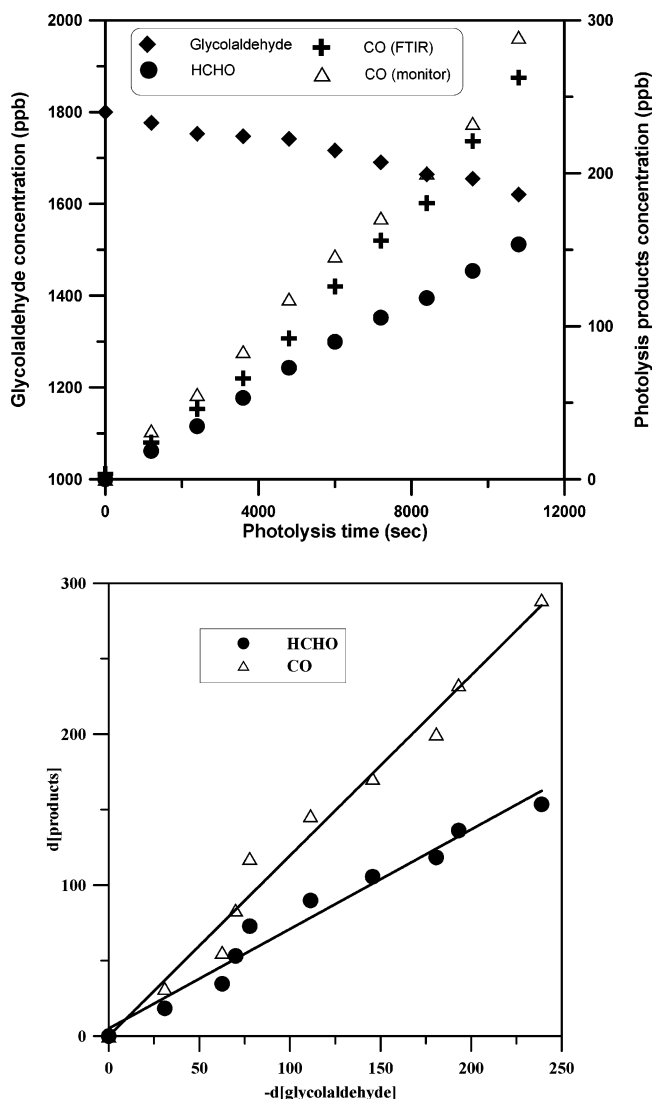 2000
1800
1600
1400
1200
1000
Glycolaldehyde concentration (ppb)
Glycolaldehyde
HCHO
CO (FTIR)
CO (monitor)
300
200
100
0
Photolysis products concentration (ppb)
0
4000
8000
12000
Photolysis time (sec)
300
200
100
0
d[products]
HCHO
CO
0
50
100
150
200
250
-d[glycolaldehyde]